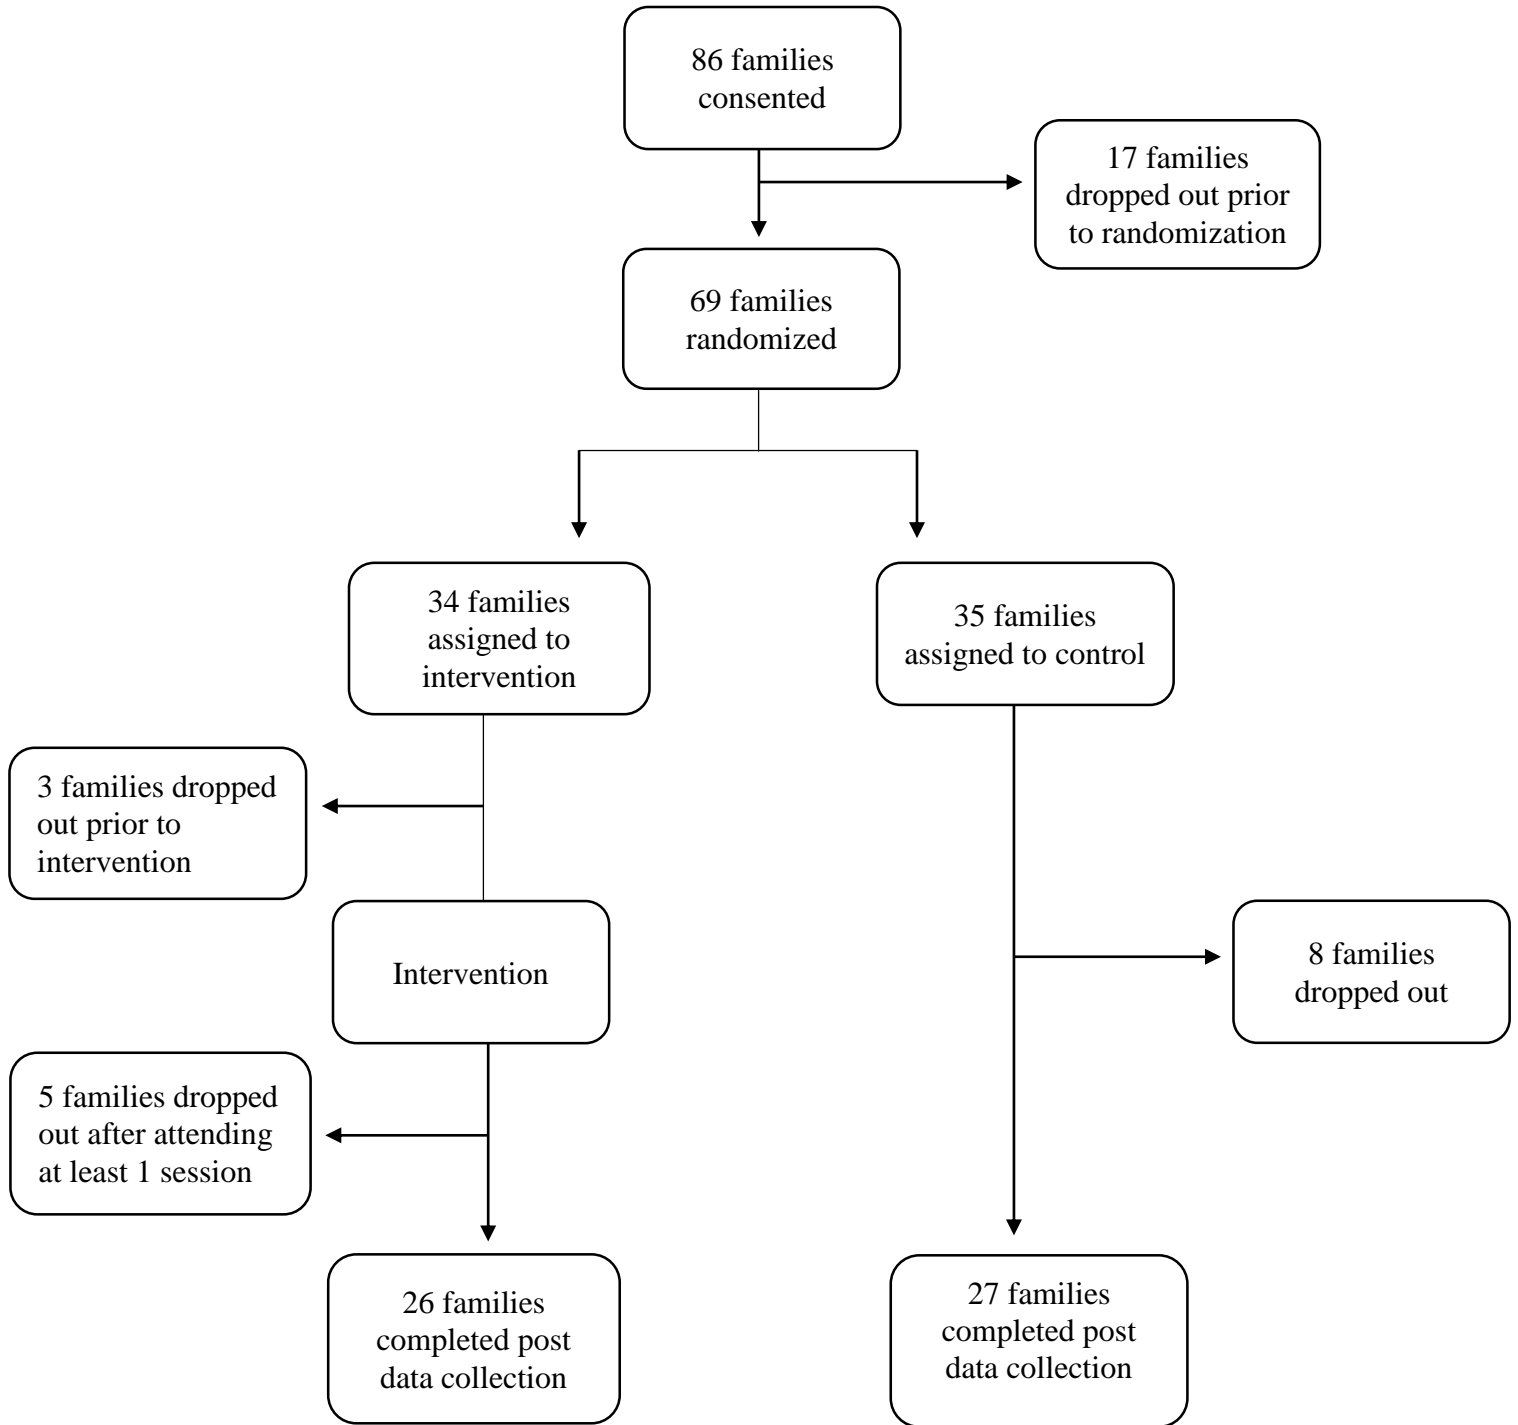 86 families
consented
17 families
dropped out prior
to randomization
69 families
randomized
34 families
assigned to
intervention
35 families
assigned to control
3 families dropped
out prior to
intervention
Intervention
8 families
dropped out
5 families dropped
out after attending
at least 1 session
26 families
completed post
data collection
27 families
completed post
data collection